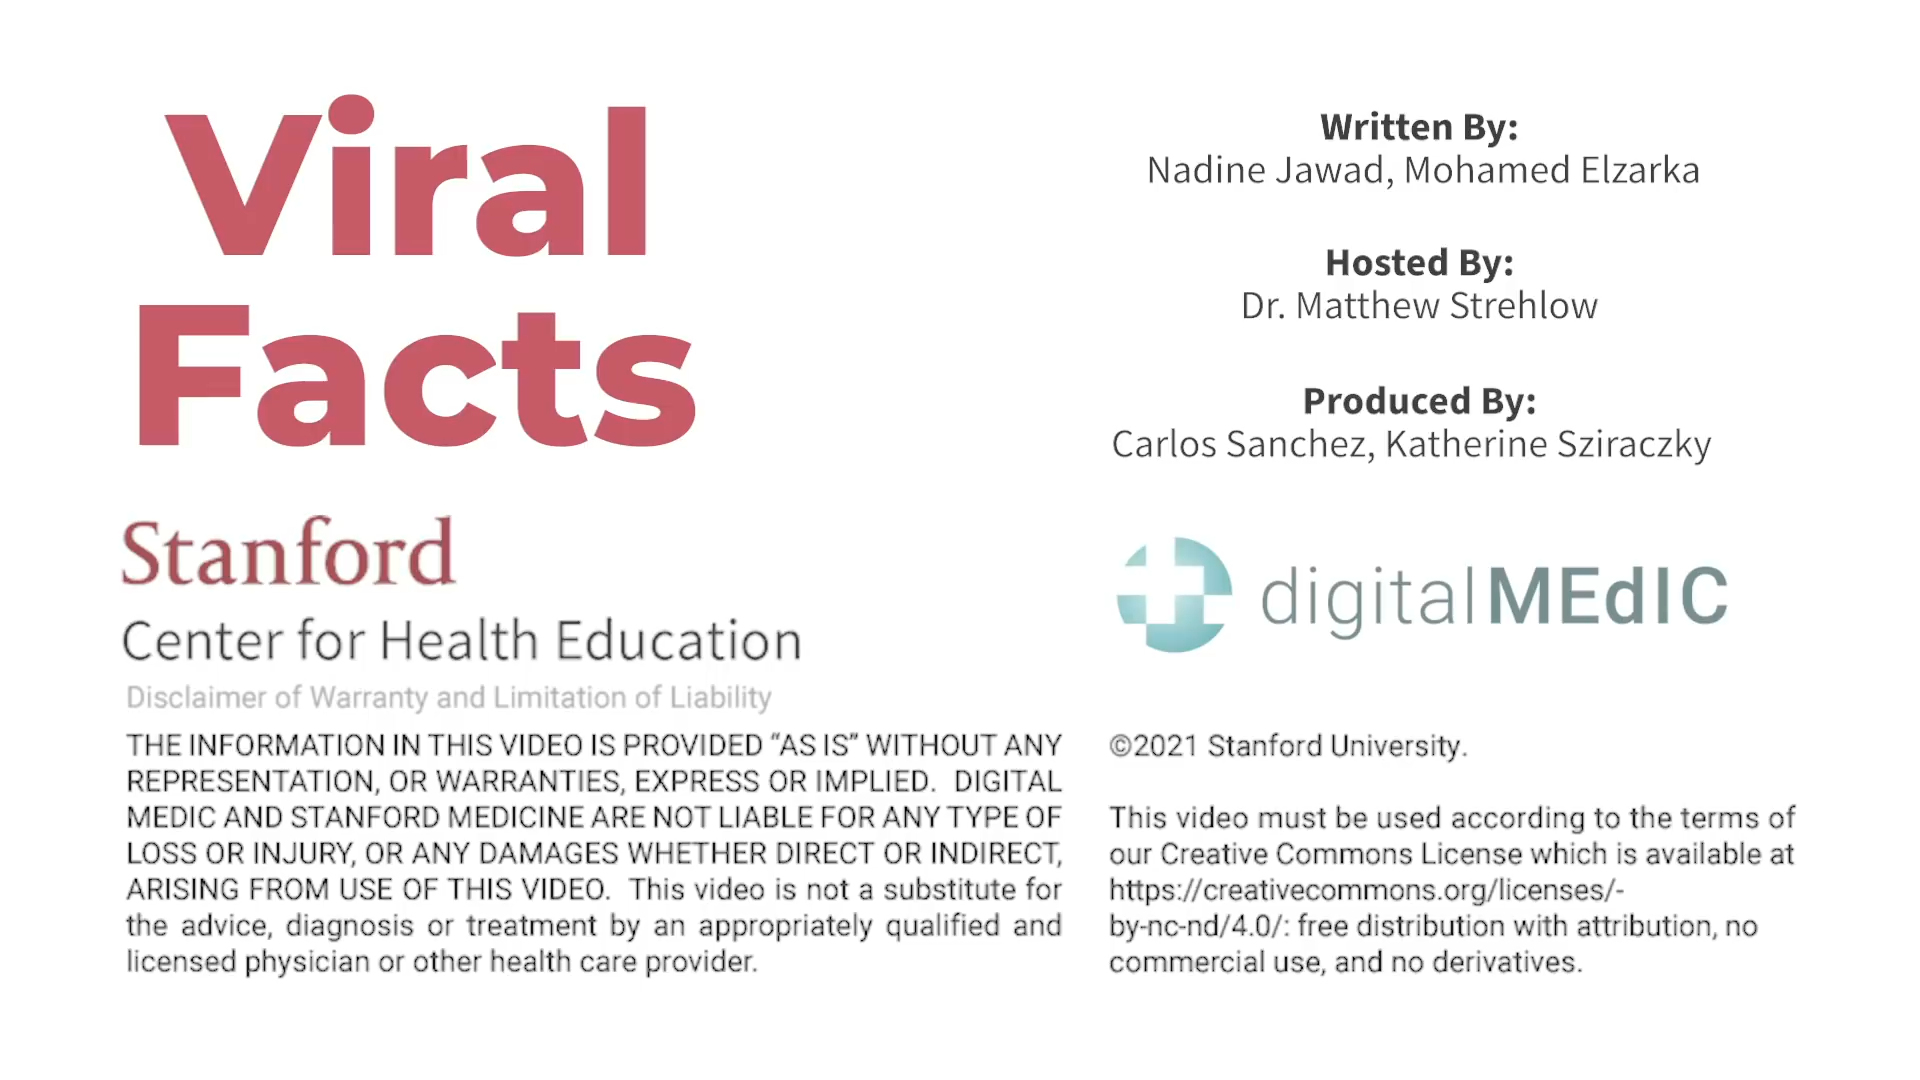 Viral
Facts
Stanford
Center for Health Education
Disclaimer of Warranty and Limitation of Liability
THE INFORMATION IN THIS VIDEO IS PROVIDED “AS IS” WITHOUT ANY
REPRESENTATION, OR WARRANTIES, EXPRESS OR IMPLIED.  DIGITAL
MEDIC AND STANFORD MEDICINE ARE NOT LIABLE FOR ANY TYPE OF
LOSS OR INJURY, OR ANY DAMAGES WHETHER DIRECT OR INDIRECT,
ARISING FROM USE OF THIS VIDEO.  This video is not a substitute for
the advice, diagnosis or treatment by an appropriately qualified and
licensed physician or other health care provider.
Written By:
Nadine Jawad, Mohamed Elzarka
Hosted By:
Dr. Matthew Strehlow
Produced By:
Carlos Sanchez, Katherine Sziraczky
digitalMEdIC
©2021 Stanford University.
This video must be used according to the terms of
our Creative Commons License which is available at
https://creativecommons.org/licenses/-
by-nc-nd/4.0/: free distribution with attribution, no
commercial use, and no derivatives.